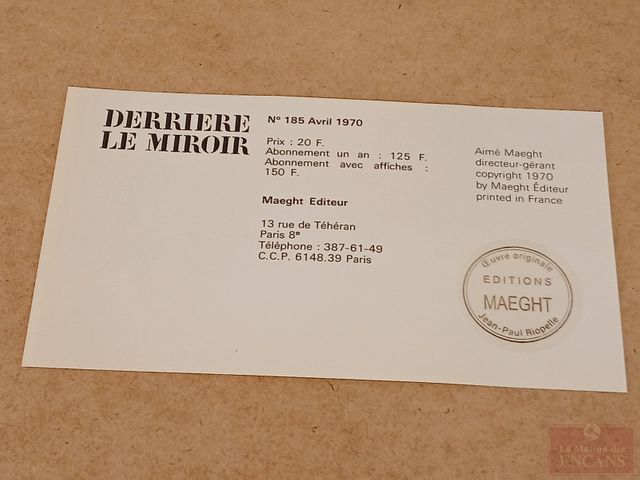 DERRIERE
LE MIROIR
Nº 185 Avril 1970
Prix : 20 F.
Abonnement un an : 125 F.
Abonnement avec affiches :
150 F.
Maeght Editeur
13 rue de Téhéran
Paris 8e
Téléphone : 387-61-49
C.C.P. 6148.39 Paris
Aimé Maeght
directeur-gérant
copyright 1970
by Maeght Éditeur
printed in France
Œuvre originale
EDITIONS
MAEGHT
Jean-Paul Riopelle
La Maison des
ENCANS